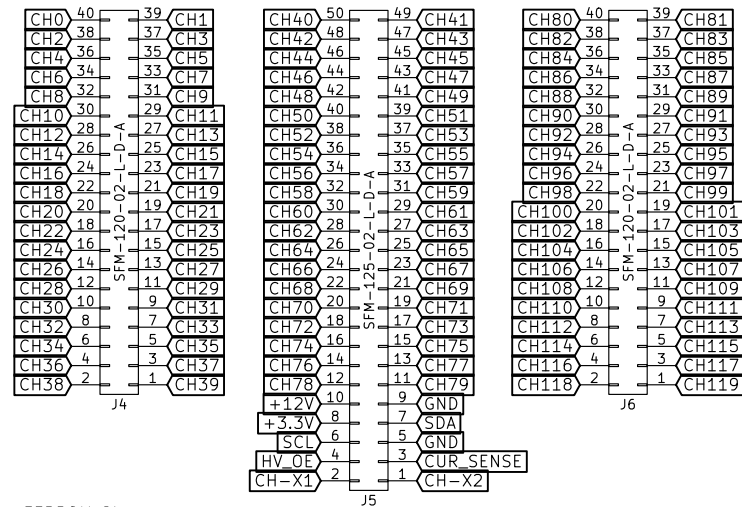 CH0 40 39 CH1
CH2 38 37 CH3
CH4 36 35 CH5
CH6 34 33 CH7
CH8 32 31 CH9
CH10 30 29 CH11
CH12 28 27 CH13
CH14 26 25 CH15
CH16 24 23 CH17
CH18 22 21 CH19
CH20 20 19 CH21
CH22 18 17 CH23
CH24 16 15 CH25
CH26 14 13 CH27
CH28 12 11 CH29
CH30 10 9 CH31
CH32 8 7 CH33
CH34 6 5 CH35
CH36 4 3 CH37
CH38 2 1 CH39
SFM-120-02-L-D-A
J4
CH40 50 49 CH41
CH42 48 47 CH43
CH44 46 45 CH45
CH46 44 43 CH47
CH48 42 41 CH49
CH50 40 39 CH51
CH52 38 37 CH53
CH54 36 35 CH55
CH56 34 33 CH57
CH58 32 31 CH59
CH60 30 29 CH61
CH62 28 27 CH63
CH64 26 25 CH65
CH66 24 23 CH67
CH68 22 21 CH69
CH70 20 19 CH71
CH72 18 17 CH73
CH74 16 15 CH75
CH76 14 13 CH77
CH78 12 11 CH79
+12V 10 9 GND
+3.3V 8 7 SDA
SCL 6 5 GND
HV_OE 4 3 CUR_SENSE
CH-X1 2 1 CH-X2
SFM-125-02-L-D-A
J5
CH80 40 39 CH81
CH82 38 37 CH83
CH84 36 35 CH85
CH86 34 33 CH87
CH88 32 31 CH89
CH90 30 29 CH91
CH92 28 27 CH93
CH94 26 25 CH95
CH96 24 23 CH97
CH98 22 21 CH99
CH100 20 19 CH101
CH102 18 17 CH103
CH104 16 15 CH105
CH106 14 13 CH107
CH108 12 11 CH109
CH110 10 9 CH111
CH112 8 7 CH113
CH114 6 5 CH115
CH116 4 3 CH117
CH118 2 1 CH119
SFM-120-02-L-D-A
J6